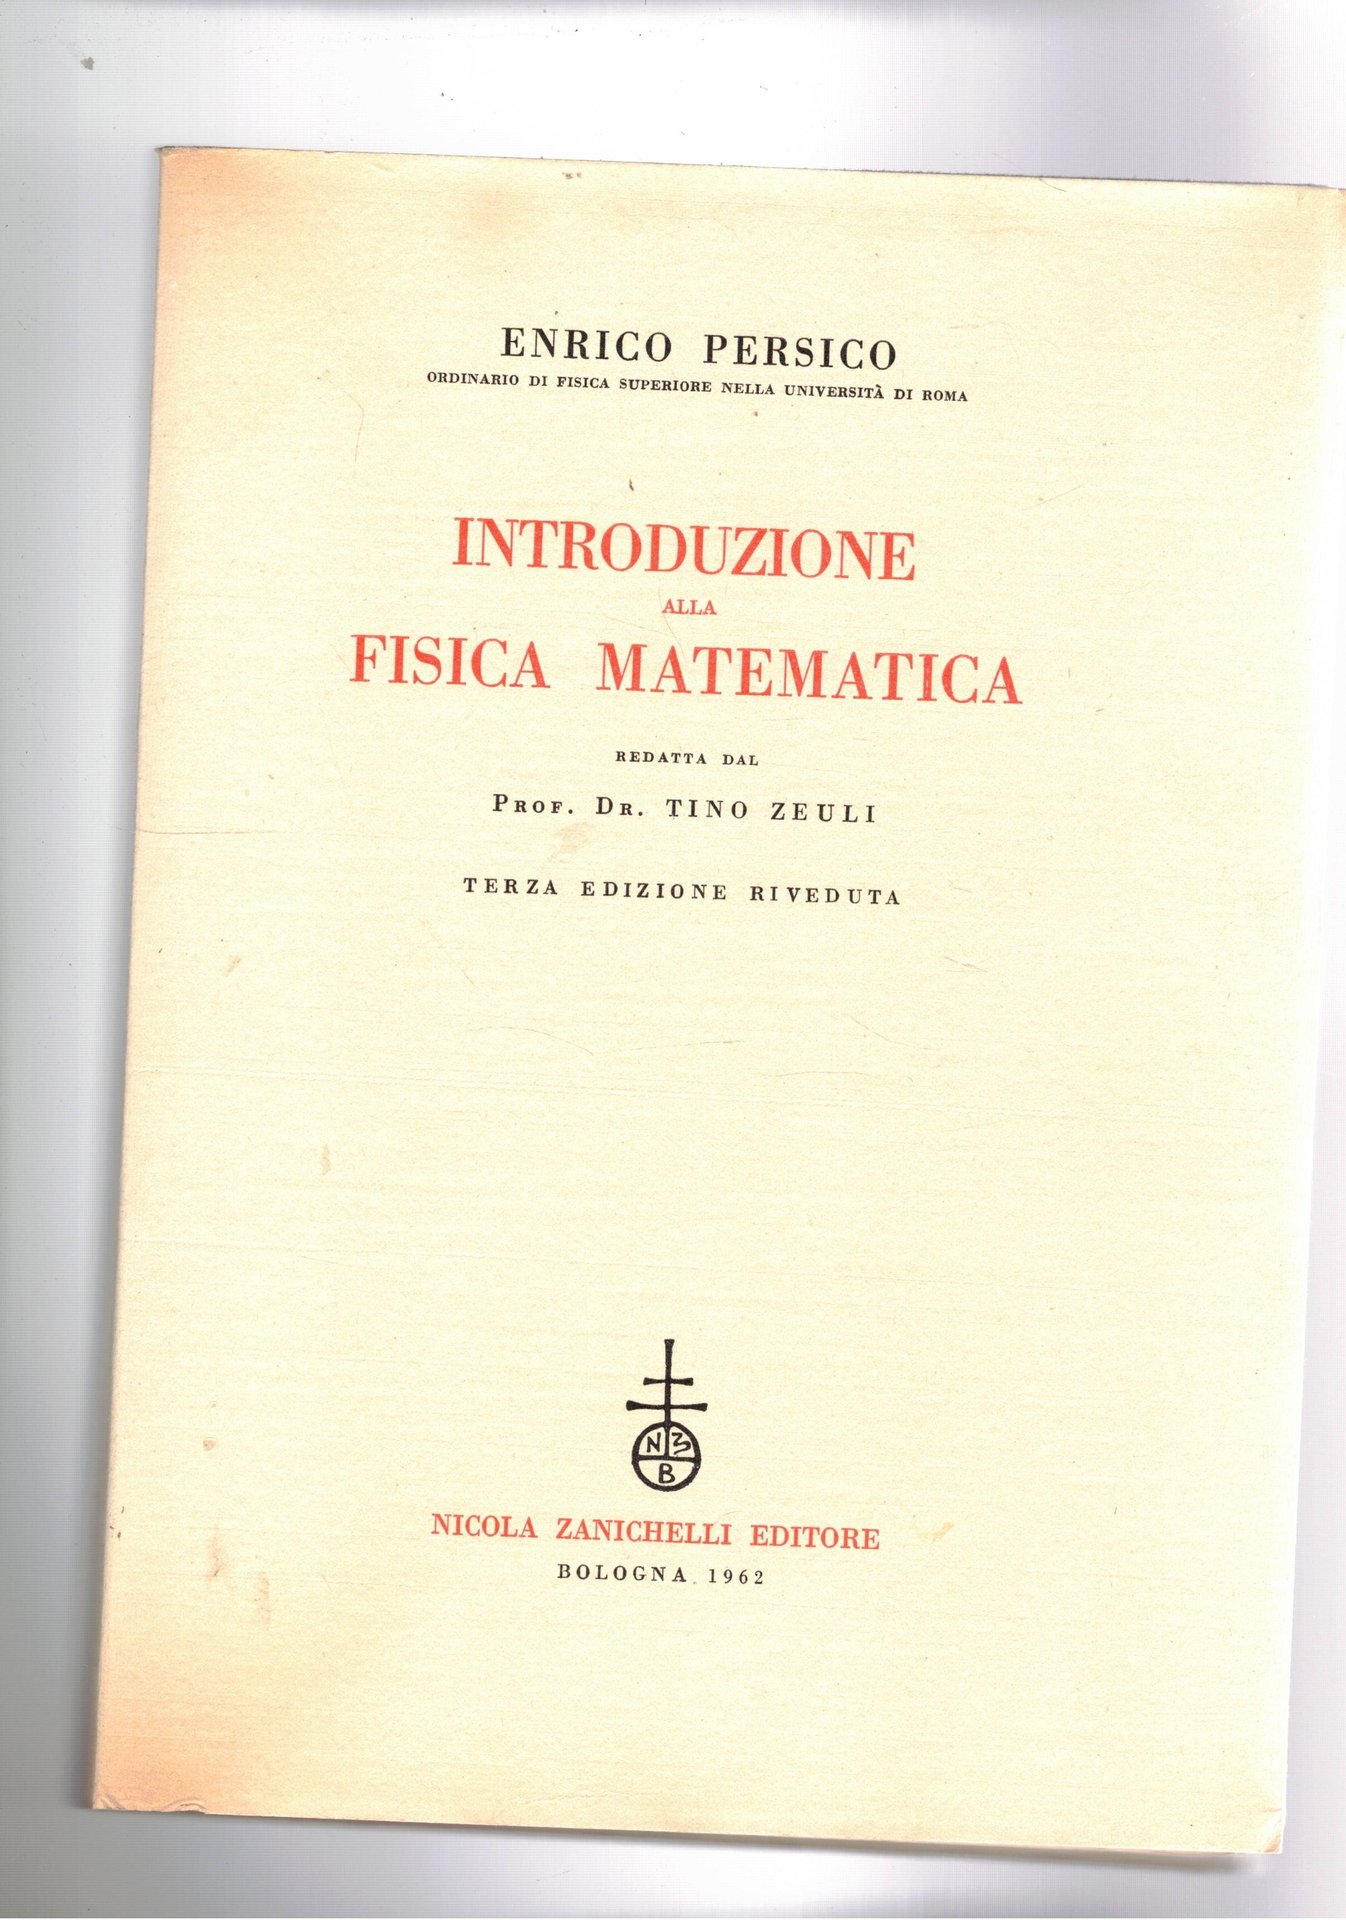 ENRICO PERSICO
ORDINARIO DI FISICA SUPERIORE NELLA UNIVERSITÀ DI ROMA
INTRODUZIONE
ALLA
FISICA MATEMATICA
REDATTA DAL
PROF. DR. TINO ZEULI
TERZA EDIZIONE RIVEDUTA
N Z
B
NICOLA ZANICHELLI EDITORE
BOLOGNA 1962